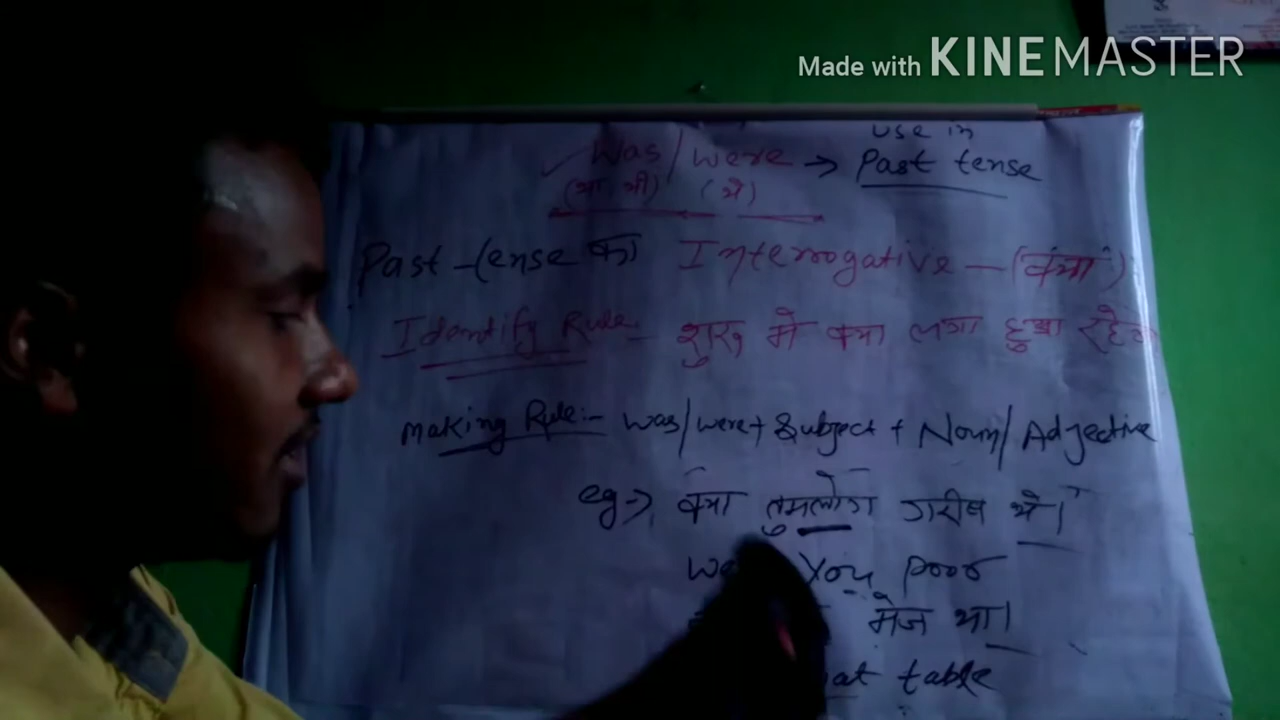 Made with KINEMASTER
use in
Was/were → Past tense
(था थी) (थे)
Past-tense का Interrogative - (क्या)
Identify Rule:- शुरू में क्या लगा हुआ रहेगा
Making Rule:- was/were + Subject + Noun/Adjective
eg→ क्या तुमलोग गरीब थे।
You poor
मेज था।
table